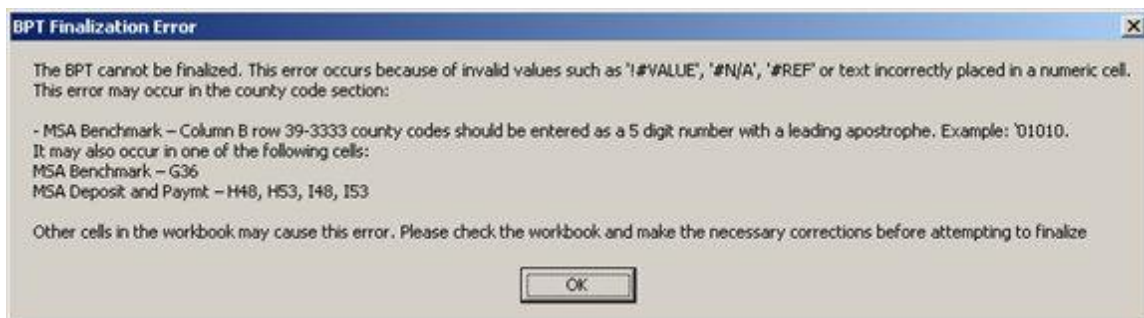 BPT Finalization Error
The BPT cannot be finalized. This error occurs because of invalid values such as '!#VALUE', '#N/A', '#REF' or text incorrectly placed in a numeric cell.
This error may occur in the county code section:
- MSA Benchmark – Column B row 39-3333 county codes should be entered as a 5 digit number with a leading apostrophe. Example: '01010.
It may also occur in one of the following cells:
MSA Benchmark – G36
MSA Deposit and Paymt – H48, H53, I48, I53
Other cells in the workbook may cause this error. Please check the workbook and make the necessary corrections before attempting to finalize
OK